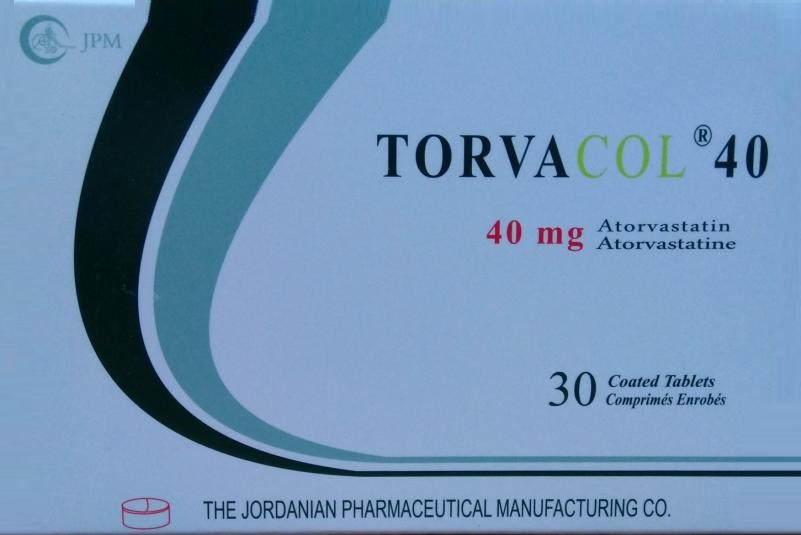 JPM
TORVACOL® 40
40 mg Atorvastatin
Atorvastatine
30 Coated Tablets
Comprimés Enrobés
THE JORDANIAN PHARMACEUTICAL MANUFACTURING CO.